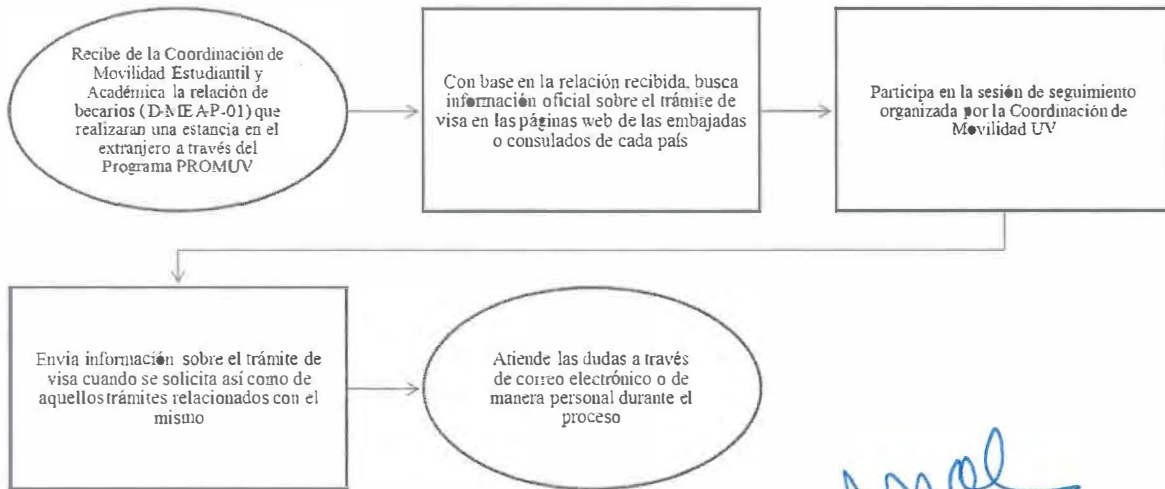 Recibe de la Coordinación de
Movilidad Estudiantil y
Académica la relación de
becarios (D-MEAP-01) que
realizaran una estancia en el
extranjero a través del
Programa PROMUV
Con base en la relación recibida, busca
información oficial sobre el trámite de
visa en las páginas web de las embajadas
o consulados de cada país
Participa en la sesión de seguimiento
organizada por la Coordinación de
Movilidad UV
Envia información sobre el trámite de
visa cuando se solicita así como de
aquellos trámites relacionados con el
mismo
Atiende las dudas a través
de correo electrónico o de
manera personal durante el
proceso